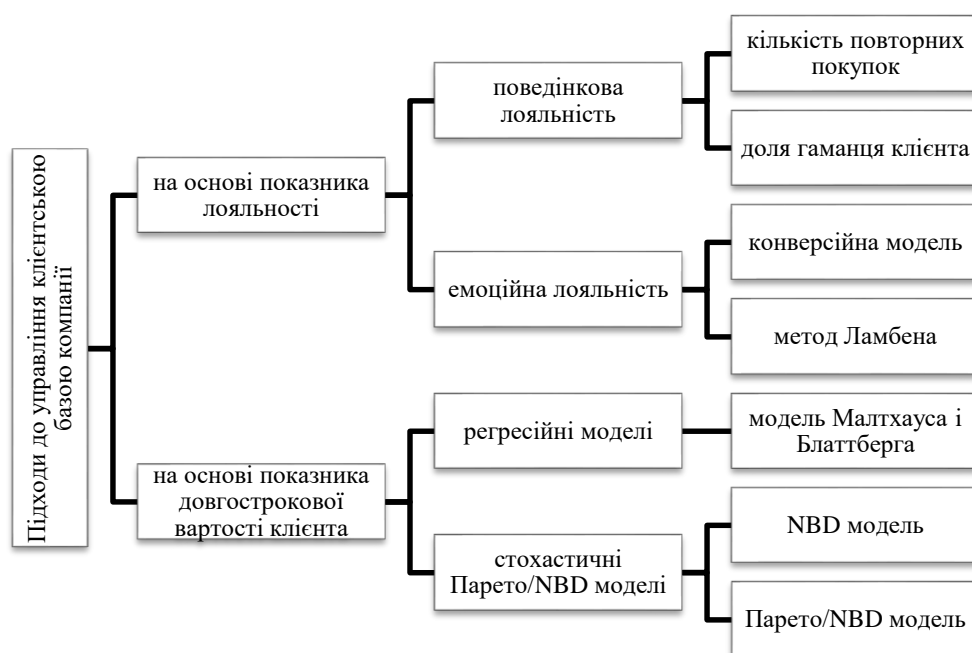 Підходи до управління клієнтською
базою компанії
на основі показника
лояльності
поведінкова
лояльність
кількість повторних
покупок
доля гаманця клієнта
емоційна лояльність
конверсійна модель
метод Ламбена
на основі показника
довгострокової
вартості клієнта
регресійні моделі
модель Малтхауса і
Блаттберга
стохастичні
Парето/NBD моделі
NBD модель
Парето/NBD модель